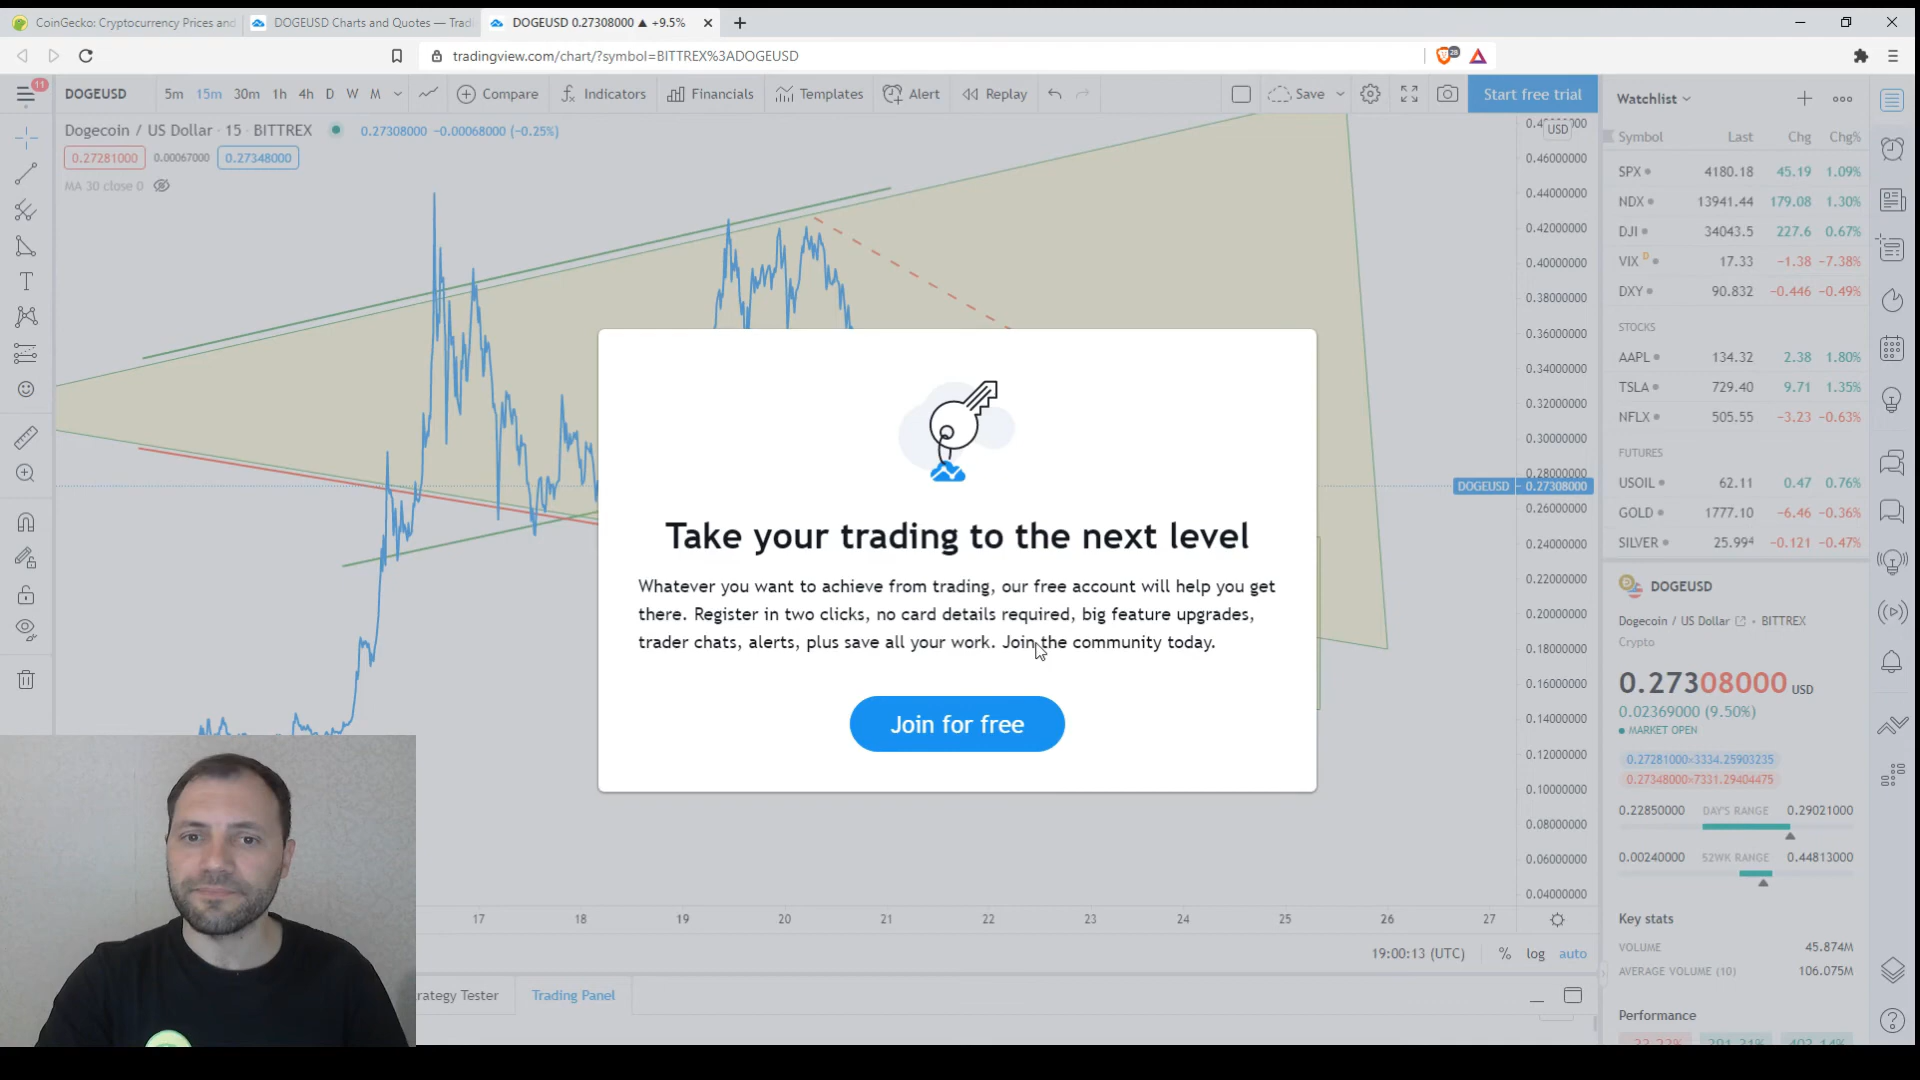 CoinGecko: Cryptocurrency Prices and
DOGEUSD Charts and Quotes — Trad
DOGEUSD 0.27308000 ▲ +9.5%
tradingview.com/chart/?symbol=BITTREX%3ADOGEUSD
28
11
DOGEUSD
5m 15m 30m 1h 4h D W M
Compare
Indicators
Financials
Templates
Alert
Replay
Save
Start free trial
Dogecoin / US Dollar · 15 · BITTREX
0.27308000 −0.00068000 (−0.25%)
0.27281000 0.00067000 0.27348000
MA 30 close 0
USD
0.46000000
0.44000000
0.42000000
0.40000000
0.38000000
0.36000000
0.34000000
0.32000000
0.30000000
0.28000000
DOGEUSD 0.27308000
0.26000000
0.24000000
0.22000000
0.20000000
0.18000000
0.16000000
0.14000000
0.12000000
0.10000000
0.08000000
0.06000000
0.04000000
Take your trading to the next level
Whatever you want to achieve from trading, our free account will help you get
there. Register in two clicks, no card details required, big feature upgrades,
trader chats, alerts, plus save all your work. Join the community today.
Join for free
17 18 19 20 21 22 23 24 25 26 27
19:00:13 (UTC) % log auto
rategy Tester
Trading Panel
Watchlist
Symbol Last Chg Chg%
SPX 4180.18 45.19 1.09%
NDX 13941.44 179.08 1.30%
DJI 34043.5 227.6 0.67%
VIX D 17.33 −1.38 −7.38%
DXY 90.832 −0.446 −0.49%
STOCKS
AAPL 134.32 2.38 1.80%
TSLA 729.40 9.71 1.35%
NFLX 505.55 −3.23 −0.63%
FUTURES
USOIL 62.11 0.47 0.76%
GOLD 1777.10 −6.46 −0.36%
SILVER 25.994 −0.121 −0.47%
DOGEUSD
Dogecoin / US Dollar • BITTREX
Crypto
0.27308000 USD
0.02369000 (9.50%)
MARKET OPEN
0.27281000×3334.25903235
0.27348000×7331.29404475
0.22850000 DAY'S RANGE 0.29021000
0.00240000 52WK RANGE 0.44813000
Key stats
VOLUME 45.874M
AVERAGE VOLUME (10) 106.075M
Performance